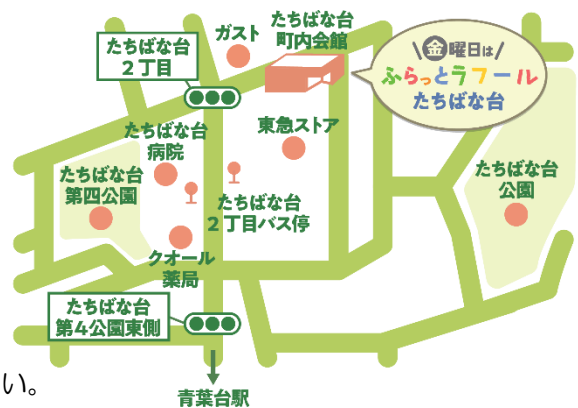 ガスト
たちばな台
町内会館
金曜日は
ふらっとラフール
たちばな台
たちばな台
2丁目
東急ストア
たちばな台
病院
たちばな台
第四公園
たちばな台
2丁目バス停
たちばな台
公園
クオール
薬局
たちばな台
第4公園東側
い。
青葉台駅